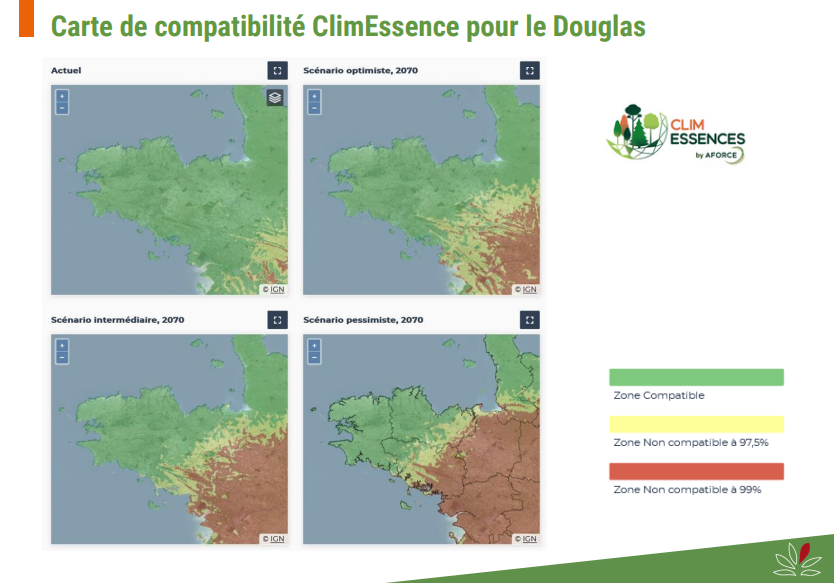 Carte de compatibilité ClimEssence pour le Douglas
Actuel
Scénario optimiste, 2070
+
−
© IGN
+
−
© IGN
CLIM
ESSENCES
by AFORCE
Scénario intermédiaire, 2070
Scénario pessimiste, 2070
+
−
© IGN
+
−
© IGN
Zone Compatible
Zone Non compatible à 97,5%
Zone Non compatible à 99%